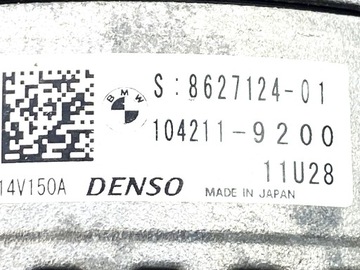 S:8627124-01
BMW
104211-9200
11U28
14V150A DENSO MADE IN JAPAN